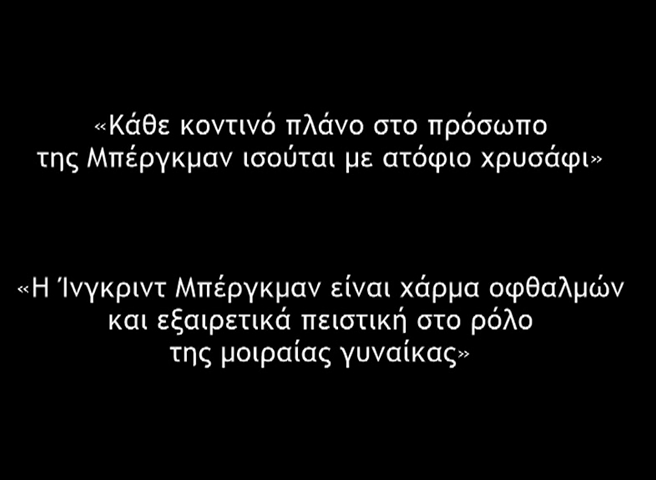 «Κάθε κοντινό πλάνο στο πρόσωπο
της Μπέργκμαν ισούται με ατόφιο χρυσάφι»
«Η Ίνγκριντ Μπέργκμαν είναι χάρμα οφθαλμών
και εξαιρετικά πειστική στο ρόλο
της μοιραίας γυναίκας»